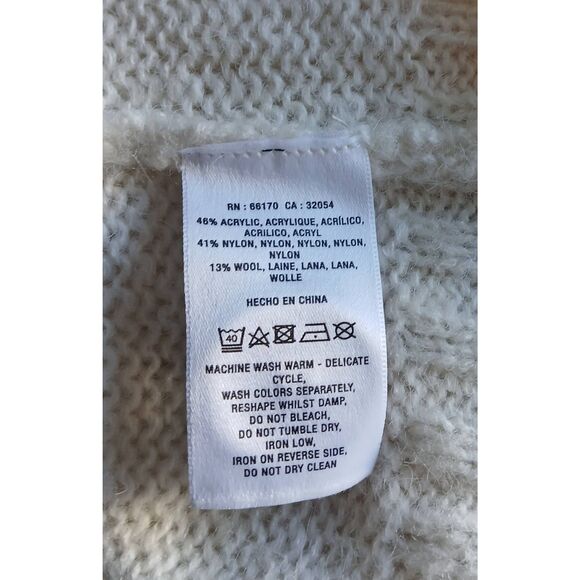 RN : 66170 CA : 32054
46% ACRYLIC, ACRYLIQUE, ACRÍLICO,
ACRILICO, ACRYL
41% NYLON, NYLON, NYLON, NYLON,
NYLON
13% WOOL, LAINE, LANA, LANA,
WOLLE
HECHO EN CHINA
40
MACHINE WASH WARM - DELICATE
CYCLE,
WASH COLORS SEPARATELY,
RESHAPE WHILST DAMP,
DO NOT BLEACH,
DO NOT TUMBLE DRY,
IRON LOW,
IRON ON REVERSE SIDE,
DO NOT DRY CLEAN